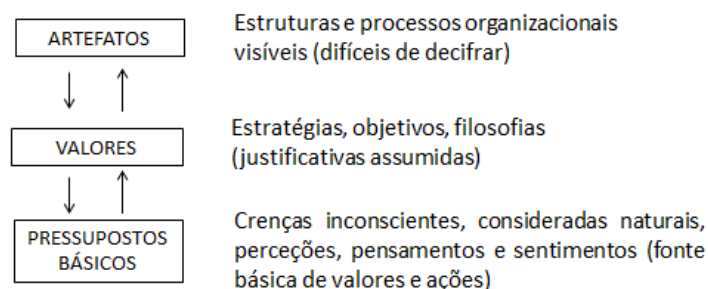 ARTEFATOS
Estruturas e processos organizacionais
visíveis (difíceis de decifrar)
VALORES
Estratégias, objetivos, filosofias
(justificativas assumidas)
PRESSUPOSTOS
BÁSICOS
Crenças inconscientes, consideradas naturais,
perceções, pensamentos e sentimentos (fonte
básica de valores e ações)